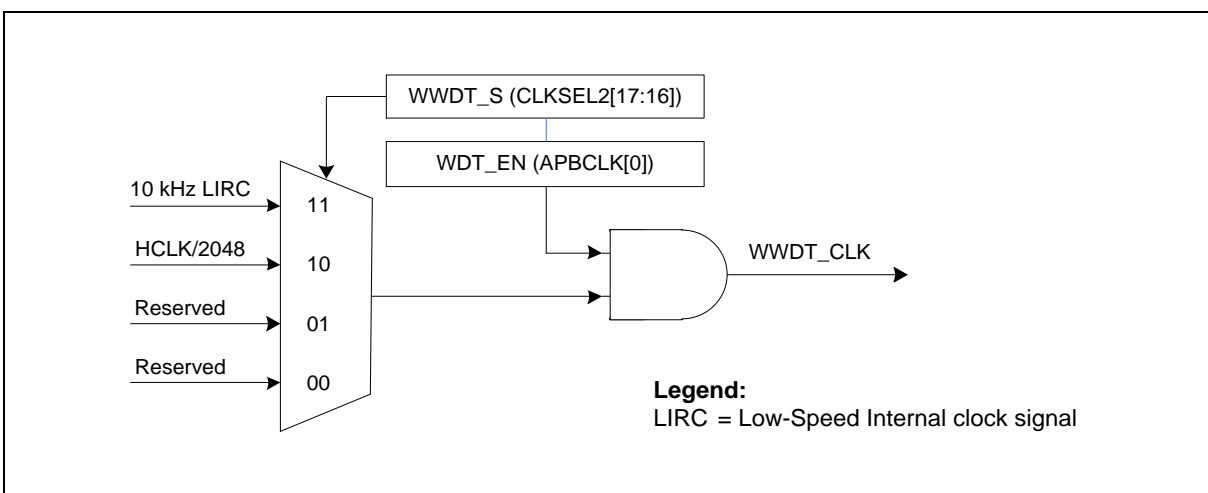 WWDT_S (CLKSEL2[17:16])
WDT_EN (APBCLK[0])
10 kHz LIRC
11
HCLK/2048
10
WWDT_CLK
Reserved
01
Reserved
00
Legend:
LIRC = Low-Speed Internal clock signal